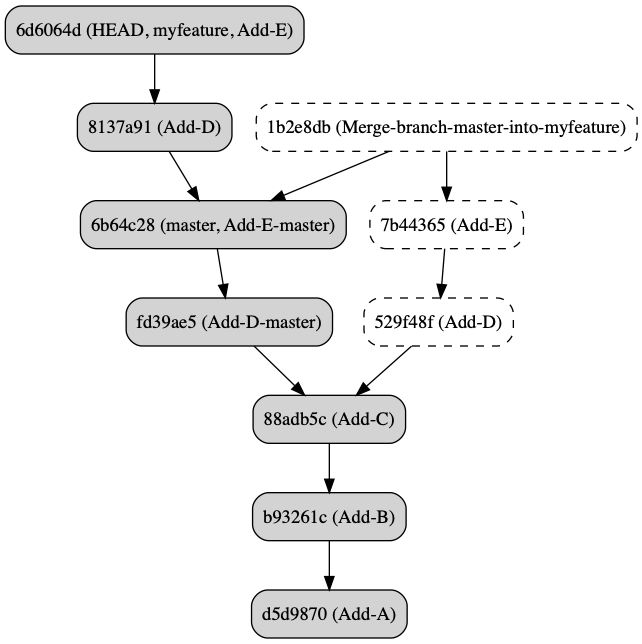 6d6064d (HEAD, myfeature, Add-E)
8137a91 (Add-D)
1b2e8db (Merge-branch-master-into-myfeature)
6b64c28 (master, Add-E-master)
7b44365 (Add-E)
fd39ae5 (Add-D-master)
529f48f (Add-D)
88adb5c (Add-C)
b93261c (Add-B)
d5d9870 (Add-A)